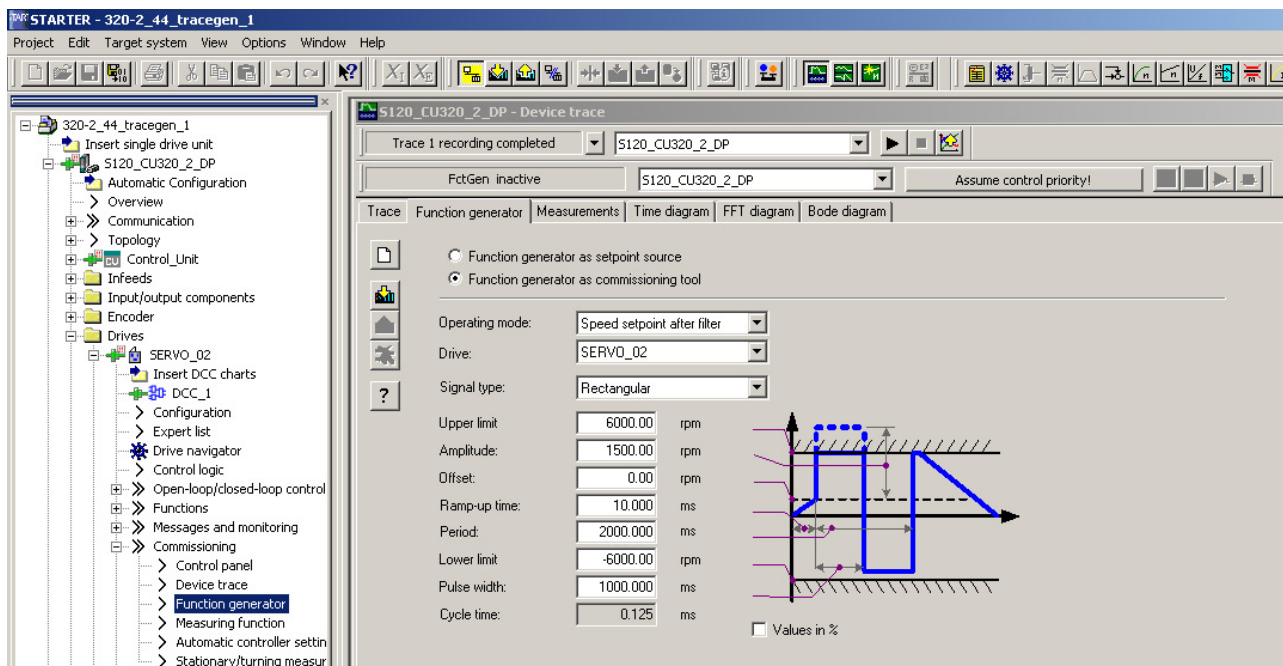 STARTER - 320-2_44_tracegen_1
Project Edit Target system View Options Window Help
320-2_44_tracegen_1
Insert single drive unit
S120_CU320_2_DP
Automatic Configuration
Overview
Communication
Topology
Control_Unit
Infeeds
Input/output components
Encoder
Drives
SERVO_02
Insert DCC charts
DCC_1
Configuration
Expert list
Drive navigator
Control logic
Open-loop/closed-loop control
Functions
Messages and monitoring
Commissioning
Control panel
Device trace
Function generator
Measuring function
Automatic controller settin
Stationary/turning measur
S120_CU320_2_DP - Device trace
Trace 1 recording completed S120_CU320_2_DP
FctGen inactive S120_CU320_2_DP Assume control priority!
Trace Function generator Measurements Time diagram FFT diagram Bode diagram
Function generator as setpoint source
Function generator as commissioning tool
Operating mode: Speed setpoint after filter
Drive: SERVO_02
Signal type: Rectangular
Upper limit 6000.00 rpm
Amplitude: 1500.00 rpm
Offset: 0.00 rpm
Ramp-up time: 10.000 ms
Period: 2000.000 ms
Lower limit -6000.00 rpm
Pulse width: 1000.000 ms
Cycle time: 0.125 ms
Values in %